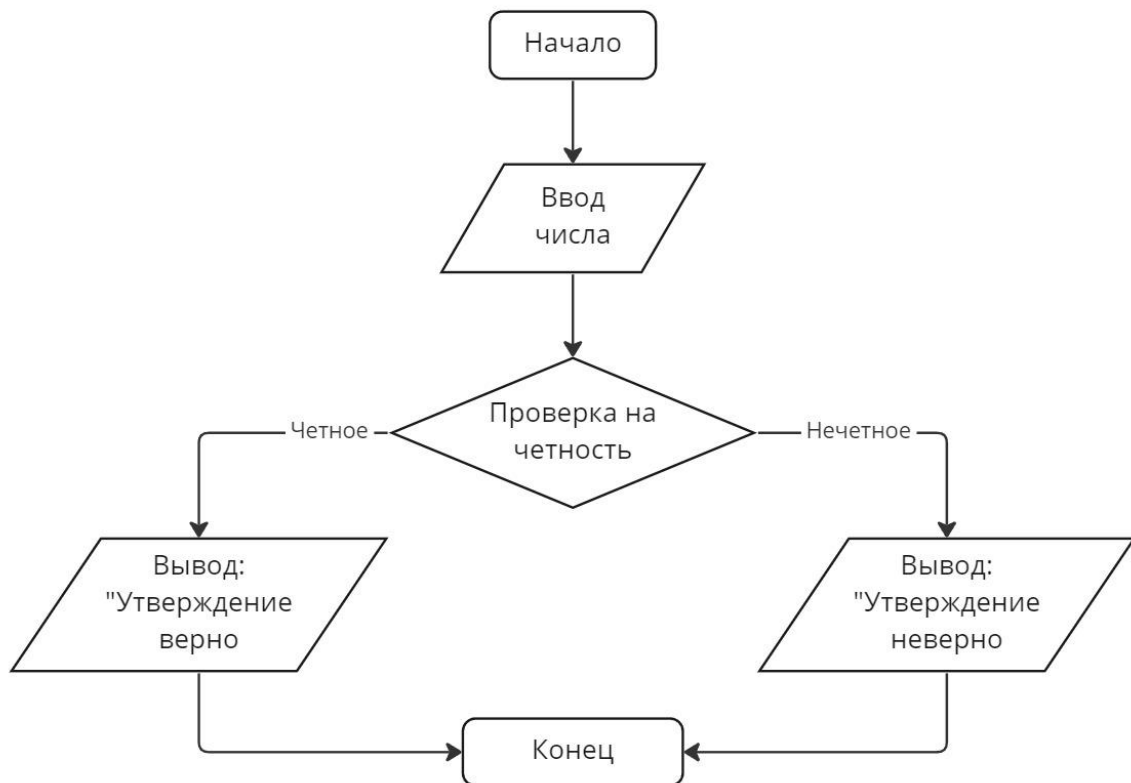 Начало
Ввод
числа
Проверка на
четность
Четное
Нечетное
Вывод:
"Утверждение
верно
Вывод:
"Утверждение
неверно
Конец